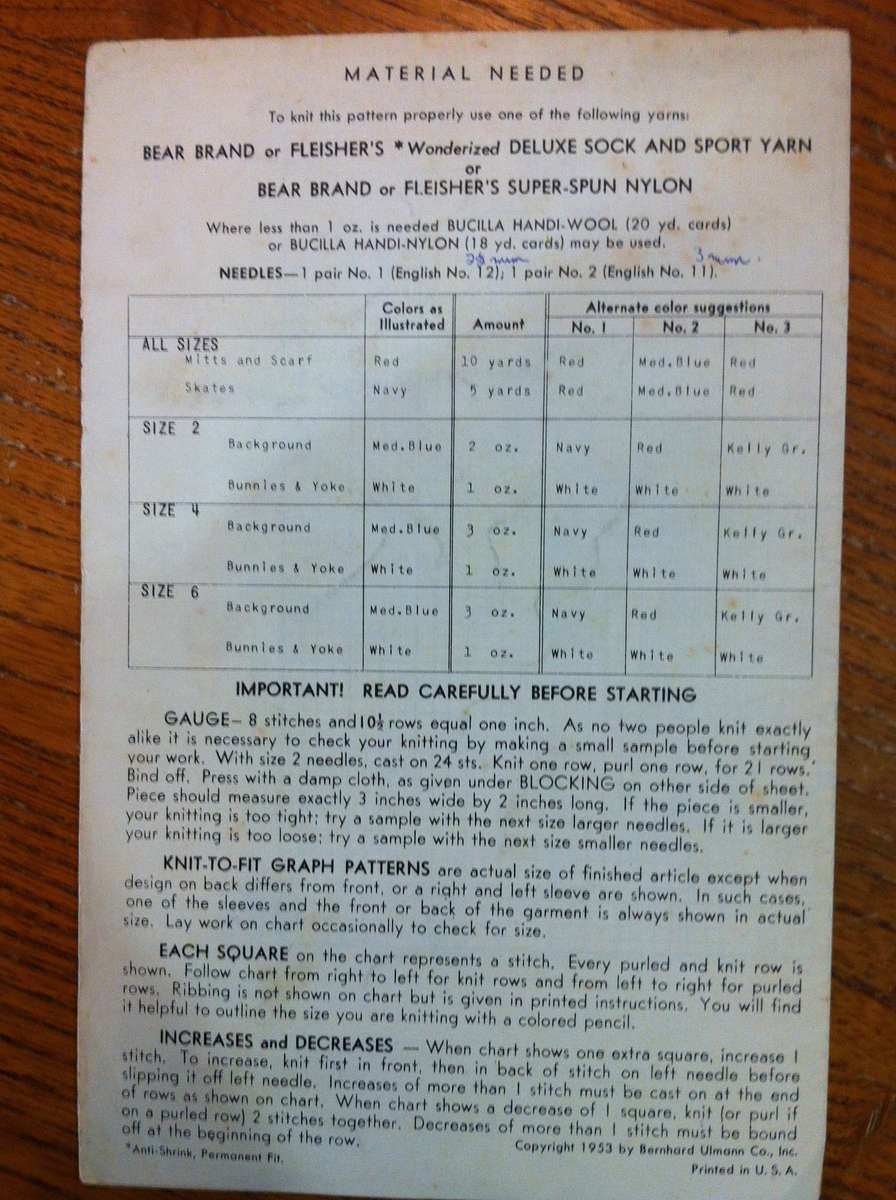 MATERIAL NEEDED
To knit this pattern properly use one of the following yarns:
BEAR BRAND or FLEISHER'S *Wonderized DELUXE SOCK AND SPORT YARN
or
BEAR BRAND or FLEISHER'S SUPER-SPUN NYLON
Where less than 1 oz. is needed BUCILLA HANDI-WOOL (20 yd. cards)
or BUCILLA HANDI-NYLON (18 yd. cards) may be used.
mm 3 mm.
NEEDLES—1 pair No. 1 (English No. 12); 1 pair No. 2 (English No. 11).
Colors as Illustrated Amount Alternate color suggestions
No. 1 No. 2 No. 3
ALL SIZES
Mitts and Scarf Red 10 yards Red Med.Blue Red
Skates Navy 5 yards Red Med.Blue Red
SIZE 2
Background Med.Blue 2 oz. Navy Red Kelly Gr.
Bunnies & Yoke White 1 oz. White White White
SIZE 4
Background Med.Blue 3 oz. Navy Red Kelly Gr.
Bunnies & Yoke White 1 oz. White White White
SIZE 6
Background Med.Blue 3 oz. Navy Red Kelly Gr.
Bunnies & Yoke White 1 oz. White White White
IMPORTANT! READ CAREFULLY BEFORE STARTING
GAUGE— 8 stitches and 10½ rows equal one inch. As no two people knit exactly
alike it is necessary to check your knitting by making a small sample before starting
your work. With size 2 needles, cast on 24 sts. Knit one row, purl one row, for 21 rows.
Bind off. Press with a damp cloth, as given under BLOCKING on other side of sheet.
Piece should measure exactly 3 inches wide by 2 inches long. If the piece is smaller,
your knitting is too tight; try a sample with the next size larger needles. If it is larger
your knitting is too loose; try a sample with the next size smaller needles.
KNIT-TO-FIT GRAPH PATTERNS are actual size of finished article except when
design on back differs from front, or a right and left sleeve are shown. In such cases,
one of the sleeves and the front or back of the garment is always shown in actual
size. Lay work on chart occasionally to check for size.
EACH SQUARE on the chart represents a stitch. Every purled and knit row is
shown. Follow chart from right to left for knit rows and from left to right for purled
rows. Ribbing is not shown on chart but is given in printed instructions. You will find
it helpful to outline the size you are knitting with a colored pencil.
INCREASES and DECREASES — When chart shows one extra square, increase 1
stitch. To increase, knit first in front, then in back of stitch on left needle before
slipping it off left needle. Increases of more than 1 stitch must be cast on at the end
of rows as shown on chart. When chart shows a decrease of 1 square, knit (or purl if
on a purled row) 2 stitches together. Decreases of more than 1 stitch must be bound
off at the beginning of the row.
*Anti-Shrink, Permanent Fit.
Copyright 1953 by Bernhard Ulmann Co., Inc.
Printed in U. S. A.